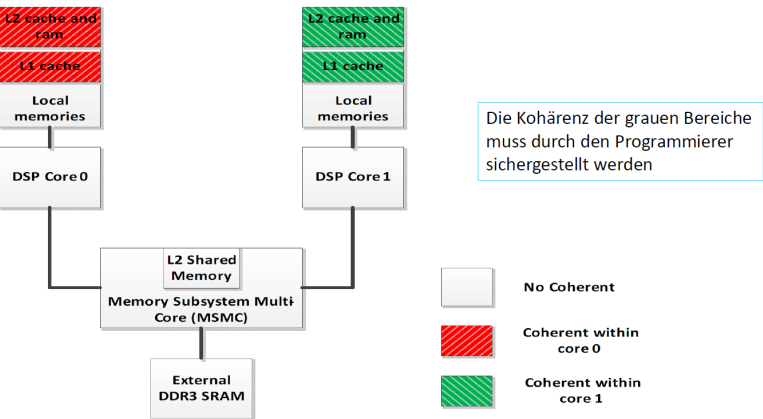 L2 cache and
ram
L1 cache
Local
memories
DSP Core 0
L2 cache and
ram
L1 cache
Local
memories
DSP Core 1
Die Kohärenz der grauen Bereiche
muss durch den Programmierer
sichergestellt werden
L2 Shared
Memory
Memory Subsystem Multi-
Core (MSMC)
External
DDR3 SRAM
No Coherent
Coherent within
core 0
Coherent within
core 1